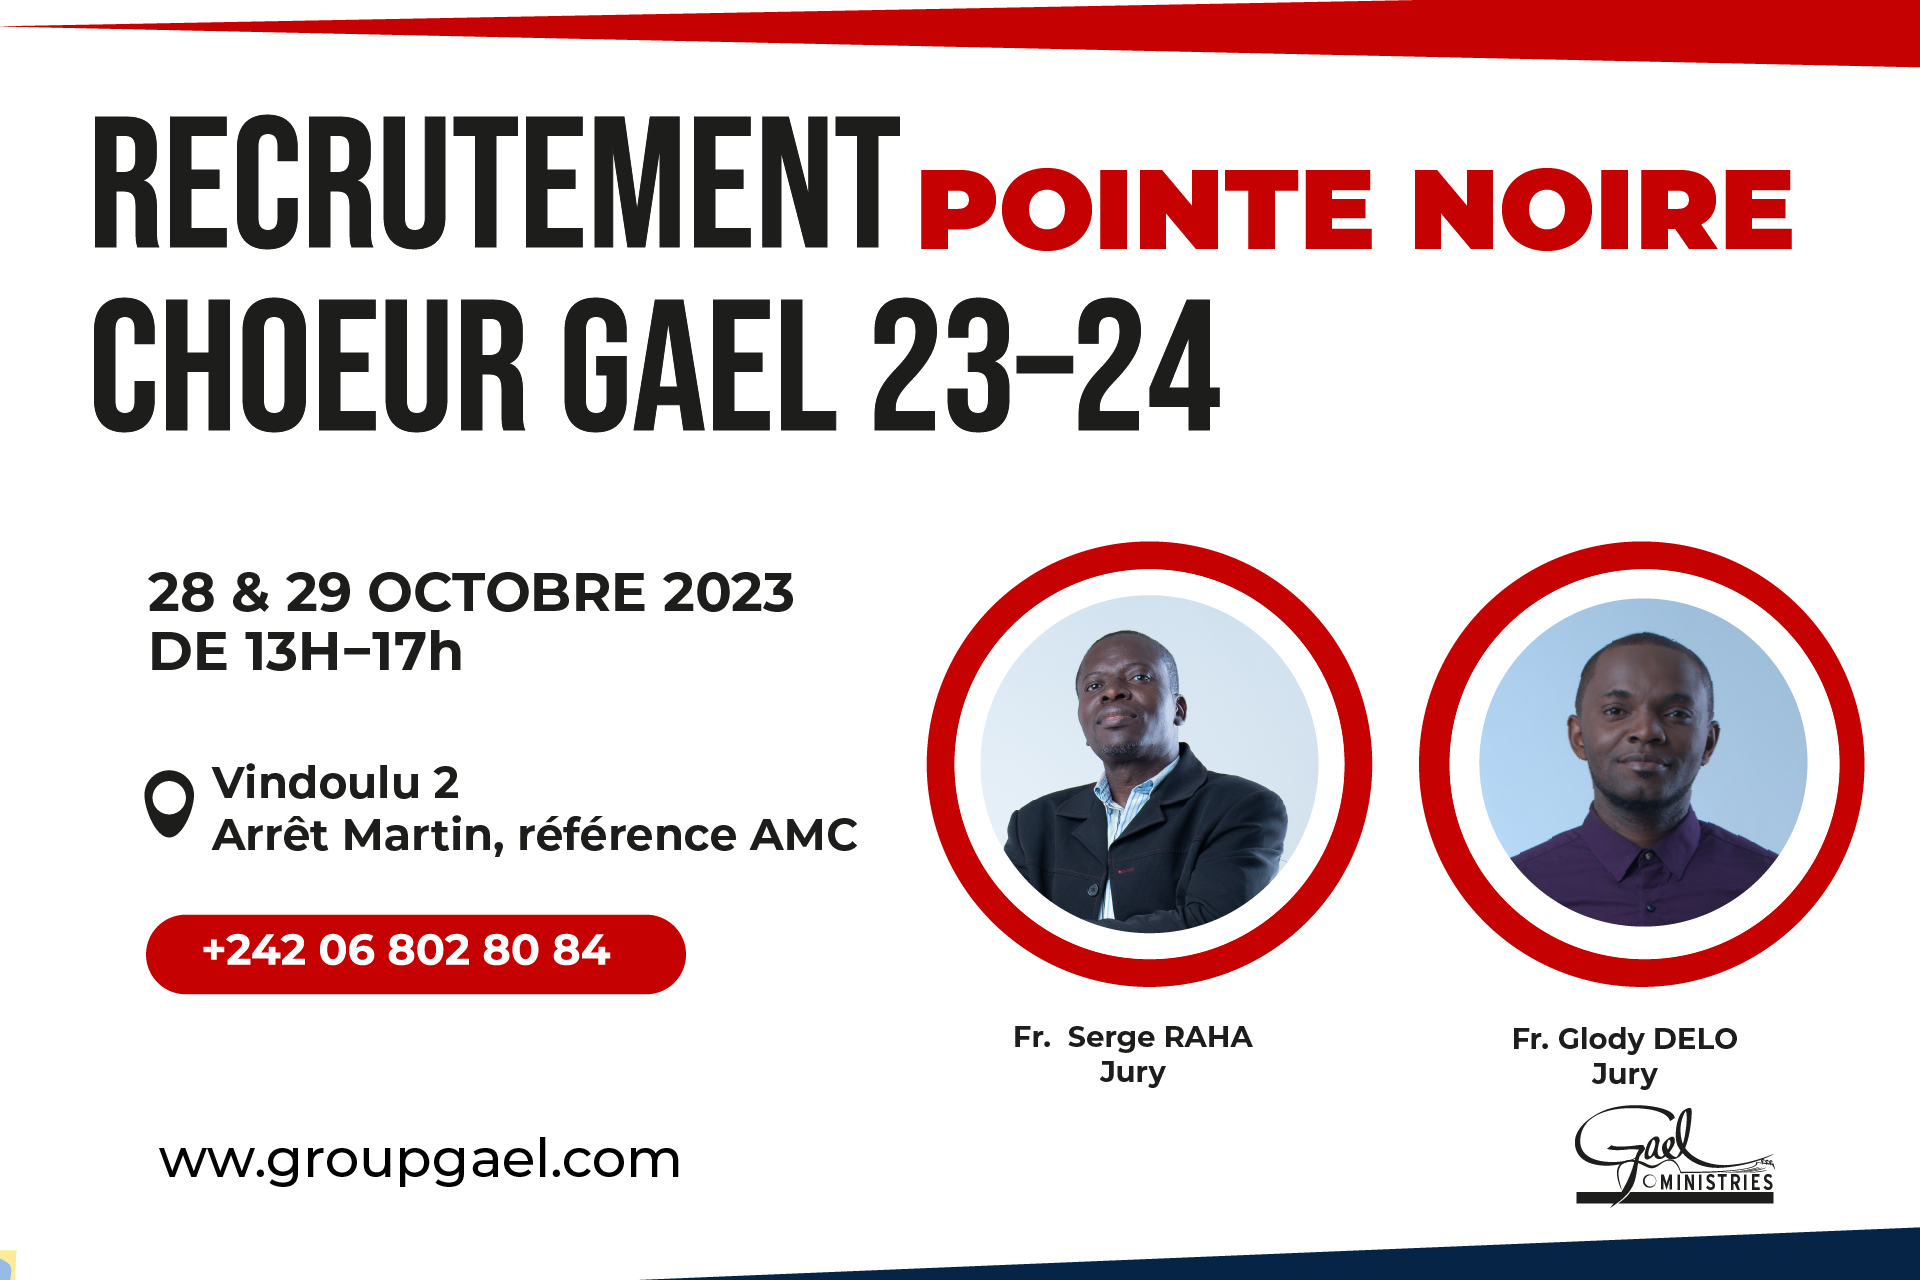 RECRUTEMENT POINTE NOIRE
CHOEUR GAEL 23–24
28 & 29 OCTOBRE 2023
DE 13H–17h
Vindoulu 2
Arrêt Martin, référence AMC
+242 06 802 80 84
Fr. Serge RAHA
Jury
Fr. Glody DELO
Jury
ww.groupgael.com
Gael
MINISTRIES